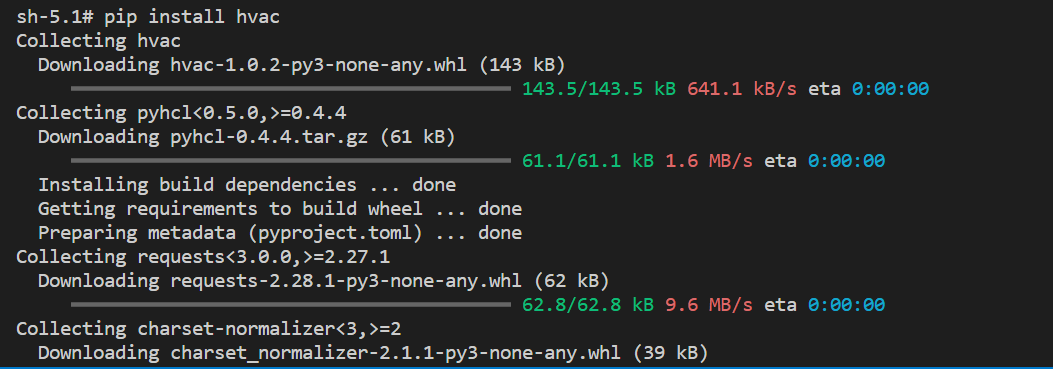 sh-5.1# pip install hvac
Collecting hvac
Downloading hvac-1.0.2-py3-none-any.whl (143 kB)
143.5/143.5 kB 641.1 kB/s eta 0:00:00
Collecting pyhcl<0.5.0,>=0.4.4
Downloading pyhcl-0.4.4.tar.gz (61 kB)
61.1/61.1 kB 1.6 MB/s eta 0:00:00
Installing build dependencies ... done
Getting requirements to build wheel ... done
Preparing metadata (pyproject.toml) ... done
Collecting requests<3.0.0,>=2.27.1
Downloading requests-2.28.1-py3-none-any.whl (62 kB)
62.8/62.8 kB 9.6 MB/s eta 0:00:00
Collecting charset-normalizer<3,>=2
Downloading charset_normalizer-2.1.1-py3-none-any.whl (39 kB)